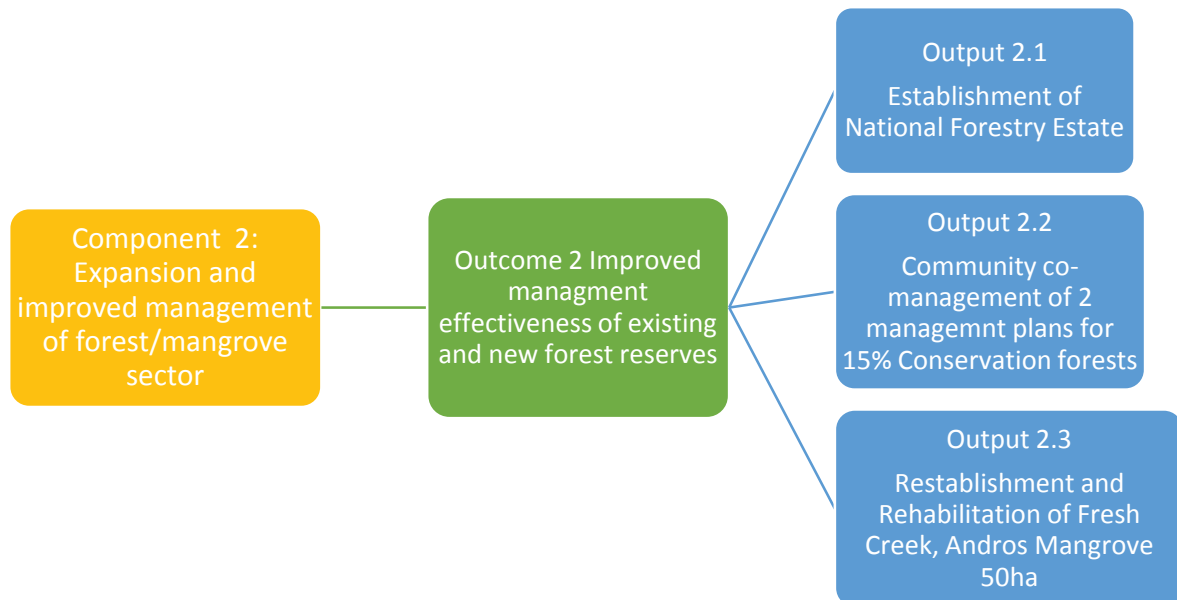 Component 2:
Expansion and
improved management
of forest/mangrove
sector
Outcome 2 Improved
managment
effectiveness of existing
and new forest reserves
Output 2.1
Establishment of
National Forestry Estate
Output 2.2
Community co-
management of 2
managemnt plans for
15% Conservation forests
Output 2.3
Restablishment and
Rehabilitation of Fresh
Creek, Andros Mangrove
50ha